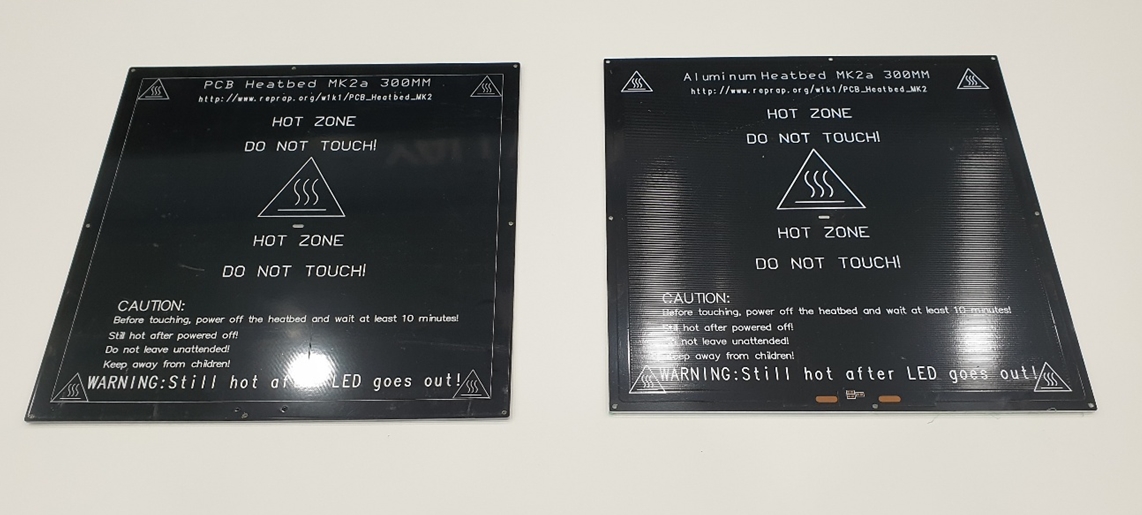 PCB Heatbed MK2a 300MM
http://www.reprap.org/wiki/PCB_Heatbed_MK2
HOT ZONE
DO NOT TOUCH!
HOT ZONE
DO NOT TOUCH!
CAUTION:
Before touching, power off the heatbed and wait at least 10 minutes!
Still hot after powered off!
Do not leave unattended!
Keep away from children!
WARNING:Still hot after LED goes out!
Aluminum Heatbed MK2a 300MM
http://www.reprap.org/wiki/PCB_Heatbed_MK2
HOT ZONE
DO NOT TOUCH!
HOT ZONE
DO NOT TOUCH!
CAUTION:
Before touching, power off the heatbed and wait at least 10 minutes!
Still hot after powered off!
Do not leave unattended!
Keep away from children!
WARNING:Still hot after LED goes out!